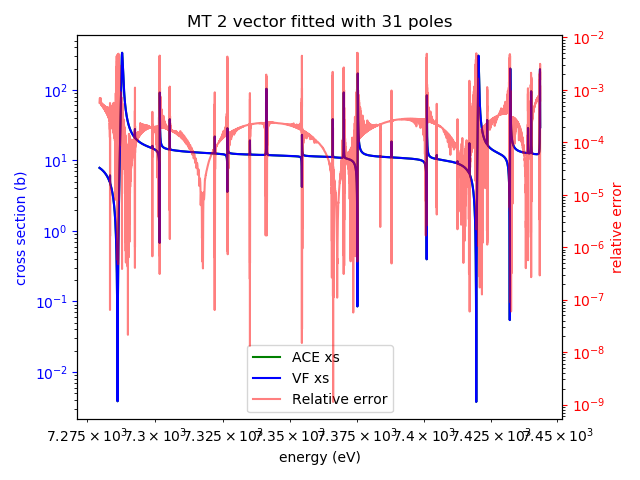 MT 2 vector fitted with 31 poles
cross section (b)
10²
10¹
10⁰
10⁻¹
10⁻²
10⁻²
10⁻³
10⁻⁴
10⁻⁵
10⁻⁶
10⁻⁷
10⁻⁸
10⁻⁹
relative error
ACE xs
VF xs
Relative error
7.275 × 10³ 7.3 × 10³ 7.325 × 10³ 7.35 × 10³ 7.375 × 10³ 7.4 × 10³ 7.425 × 10³ 7.45 × 10³
energy (eV)